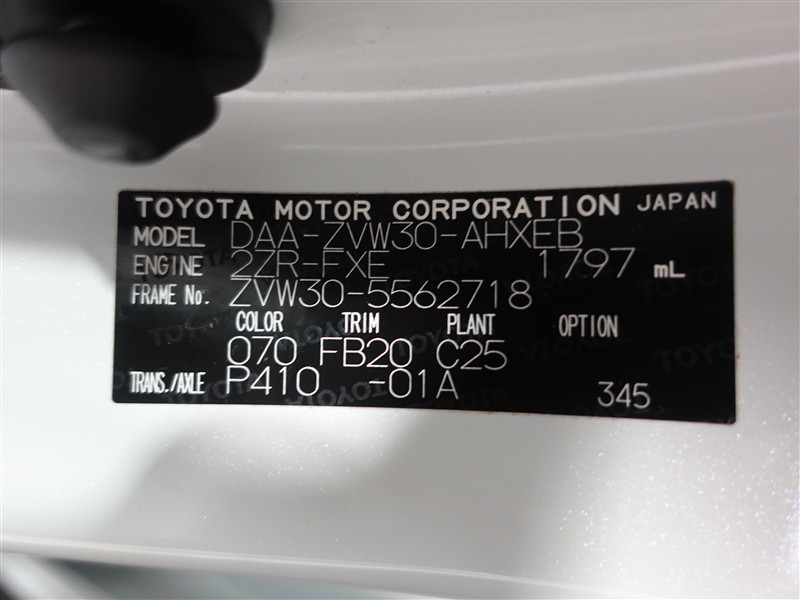 TOYOTA MOTOR CORPORATION JAPAN
MODEL DAA-ZVW30-AHXEB
ENGINE 2ZR-FXE 1797 mL
FRAME No. ZVW30-5562718
COLOR TRIM PLANT OPTION
070 FB20 C25
TRANS./AXLE P410 -01A 345